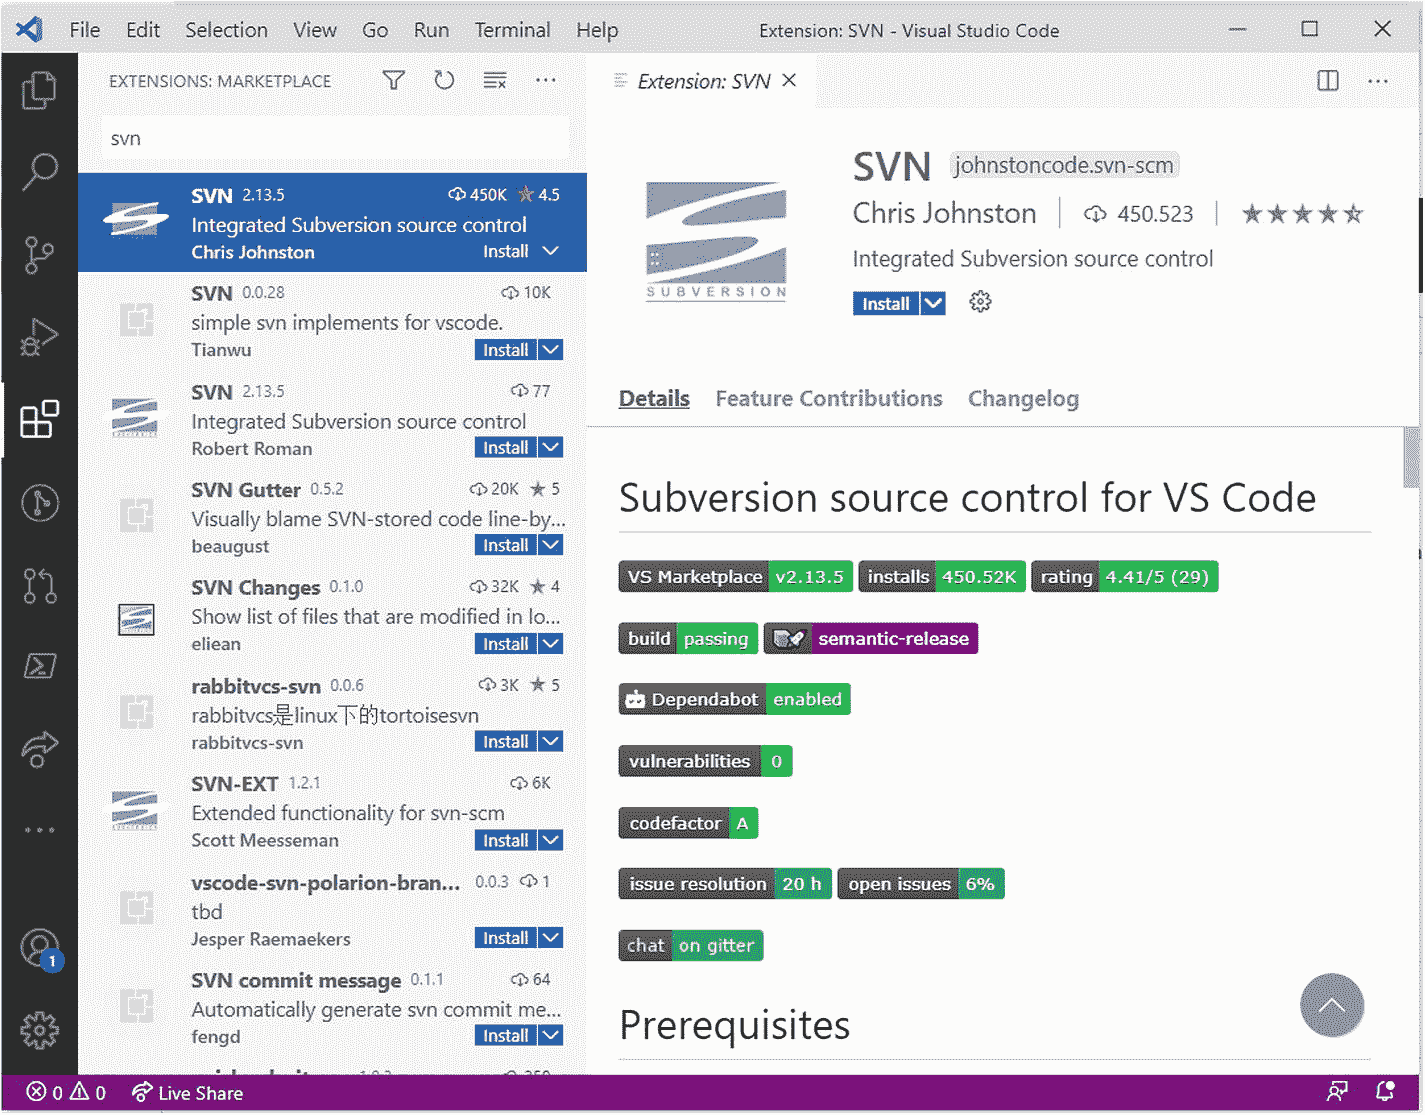 File Edit Selection View Go Run Terminal Help Extension: SVN - Visual Studio Code
EXTENSIONS: MARKETPLACE
svn
SVN 2.13.5 450K 4.5
Integrated Subversion source control
Chris Johnston Install
SVN 0.0.28 10K
simple svn implements for vscode.
Tianwu Install
SVN 2.13.5 77
Integrated Subversion source control
Robert Roman Install
SVN Gutter 0.5.2 20K 5
Visually blame SVN-stored code line-by...
beaugust Install
SVN Changes 0.1.0 32K 4
Show list of files that are modified in lo...
eliean Install
rabbitvcs-svn 0.0.6 3K 5
rabbitvcs是linux下的tortoisesvn
rabbitvcs-svn Install
SVN-EXT 1.2.1 6K
Extended functionality for svn-scm
Scott Meesseman Install
vscode-svn-polarion-bran... 0.0.3 1
tbd
Jesper Raemaekers Install
SVN commit message 0.1.1 64
Automatically generate svn commit me...
fengd Install
Extension: SVN
SUBVERSION
SVN johnstoncode.svn-scm
Chris Johnston 450.523
Integrated Subversion source control
Install
Details Feature Contributions Changelog
Subversion source control for VS Code
VS Marketplace v2.13.5 installs 450.52K rating 4.41/5 (29)
build passing semantic-release
Dependabot enabled
vulnerabilities 0
codefactor A
issue resolution 20 h open issues 6%
chat on gitter
Prerequisites
1
0 0 Live Share